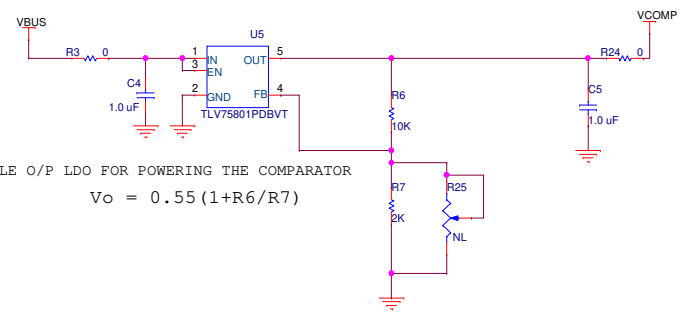 VBUS
VCOMP
R3 0
U5
R24 0
1 IN
OUT 5
3 EN
2 GND
FB 4
TLV75801PDBVT
C4
1.0 uF
R6
10K
C5
1.0 uF
LE O/P LDO FOR POWERING THE COMPARATOR
Vo = 0.55(1+R6/R7)
R7
2K
R25
NL